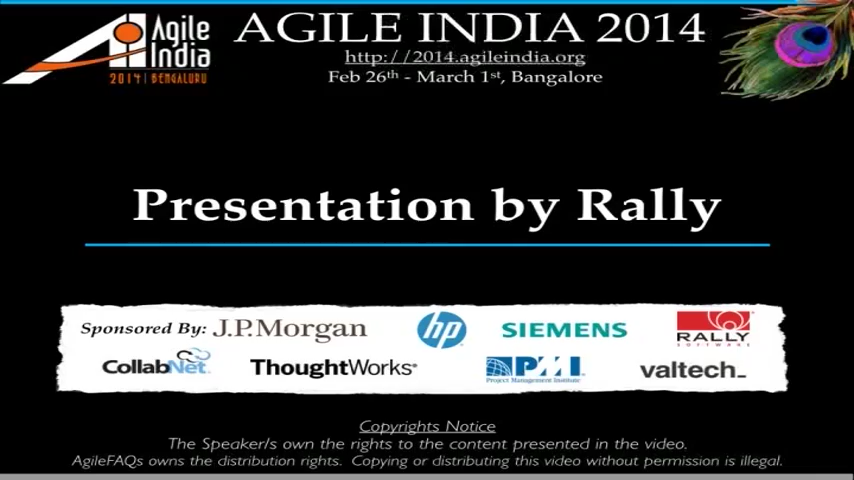 Agile
India
2014 | BENGALURU
AGILE INDIA 2014
http://2014.agileindia.org
Feb 26th - March 1st, Bangalore
Presentation by Rally
Sponsored By: J.P.Morgan hp SIEMENS RALLY SOFTWARE
CollabNet ThoughtWorks® PMI Project Management Institute valtech_
Copyrights Notice
The Speaker/s own the rights to the content presented in the video.
AgileFAQs owns the distribution rights. Copying or distributing this video without permission is illegal.